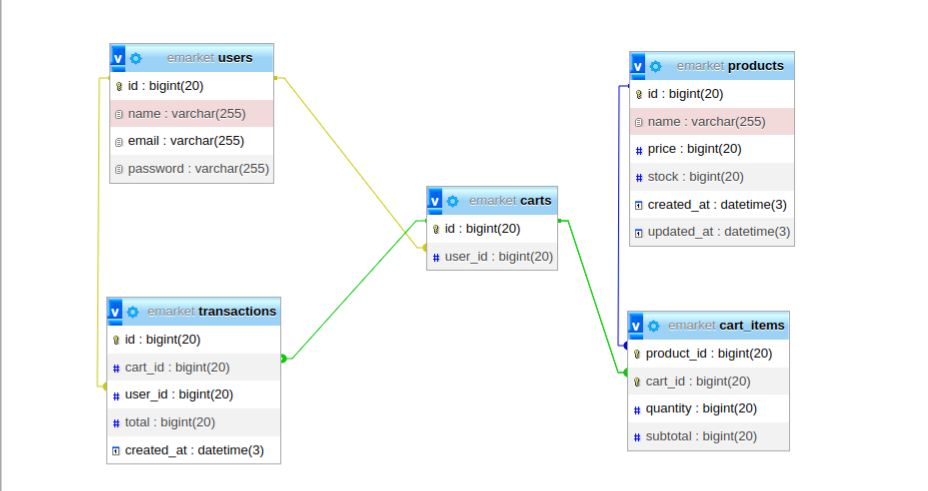 v emarket users
id : bigint(20)
name : varchar(255)
email : varchar(255)
password : varchar(255)
v emarket products
id : bigint(20)
name : varchar(255)
# price : bigint(20)
# stock : bigint(20)
created_at : datetime(3)
updated_at : datetime(3)
v emarket carts
id : bigint(20)
# user_id : bigint(20)
v emarket transactions
id : bigint(20)
# cart_id : bigint(20)
# user_id : bigint(20)
# total : bigint(20)
created_at : datetime(3)
v emarket cart_items
product_id : bigint(20)
cart_id : bigint(20)
# quantity : bigint(20)
# subtotal : bigint(20)